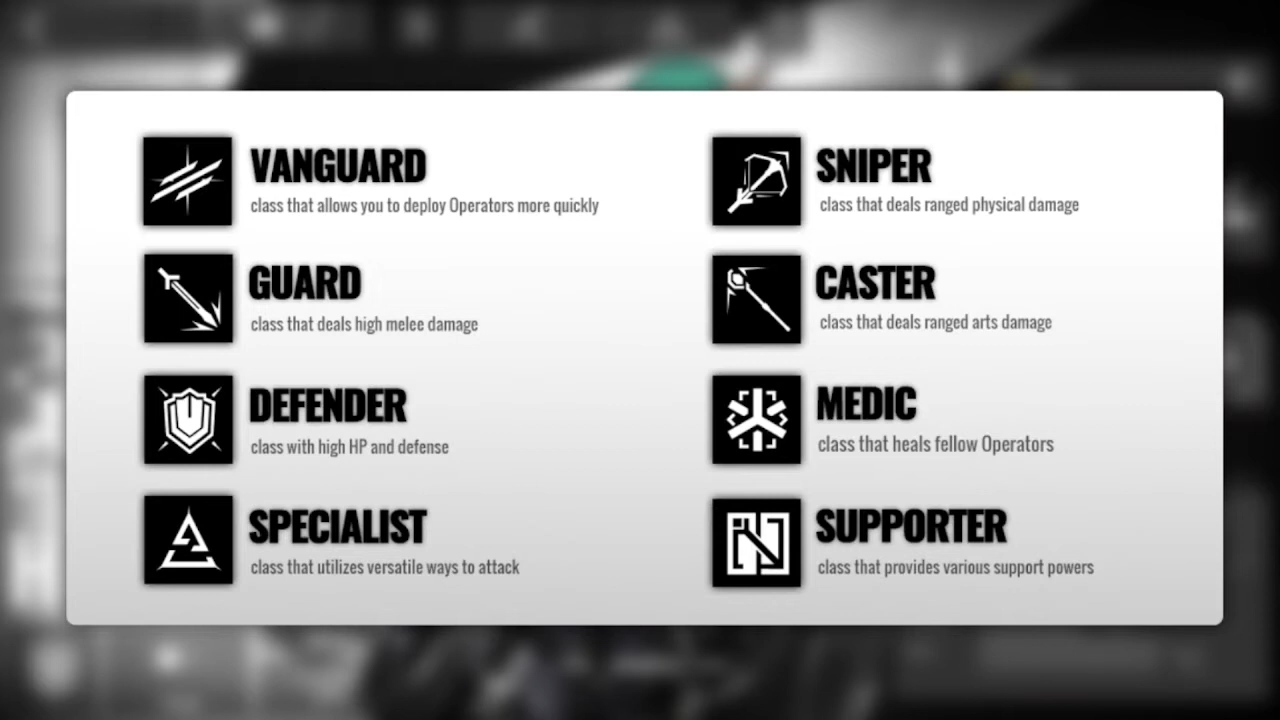 VANGUARD
class that allows you to deploy Operators more quickly
GUARD
class that deals high melee damage
DEFENDER
class with high HP and defense
SPECIALIST
class that utilizes versatile ways to attack
SNIPER
class that deals ranged physical damage
CASTER
class that deals ranged arts damage
MEDIC
class that heals fellow Operators
SUPPORTER
class that provides various support powers